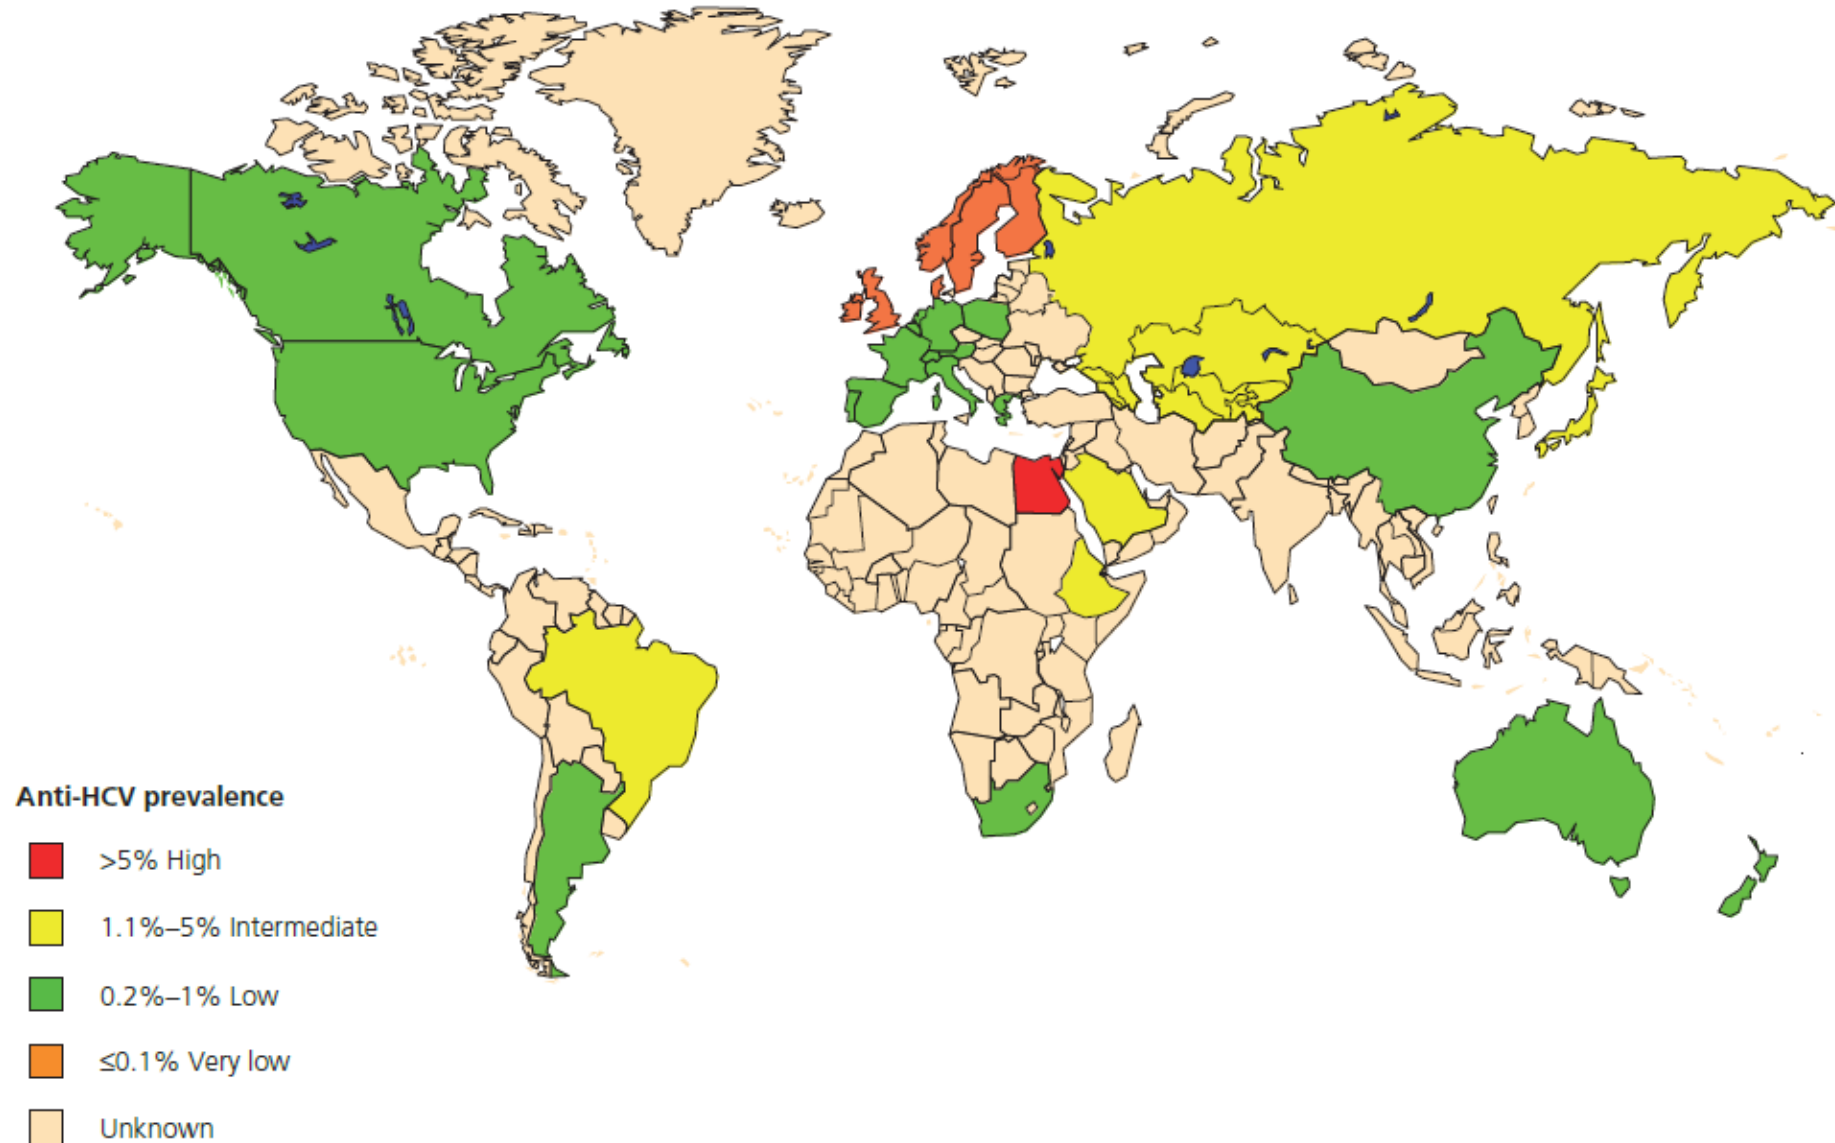 Anti-HCV prevalence
>5% High
1.1%–5% Intermediate
0.2%–1% Low
≤0.1% Very low
Unknown